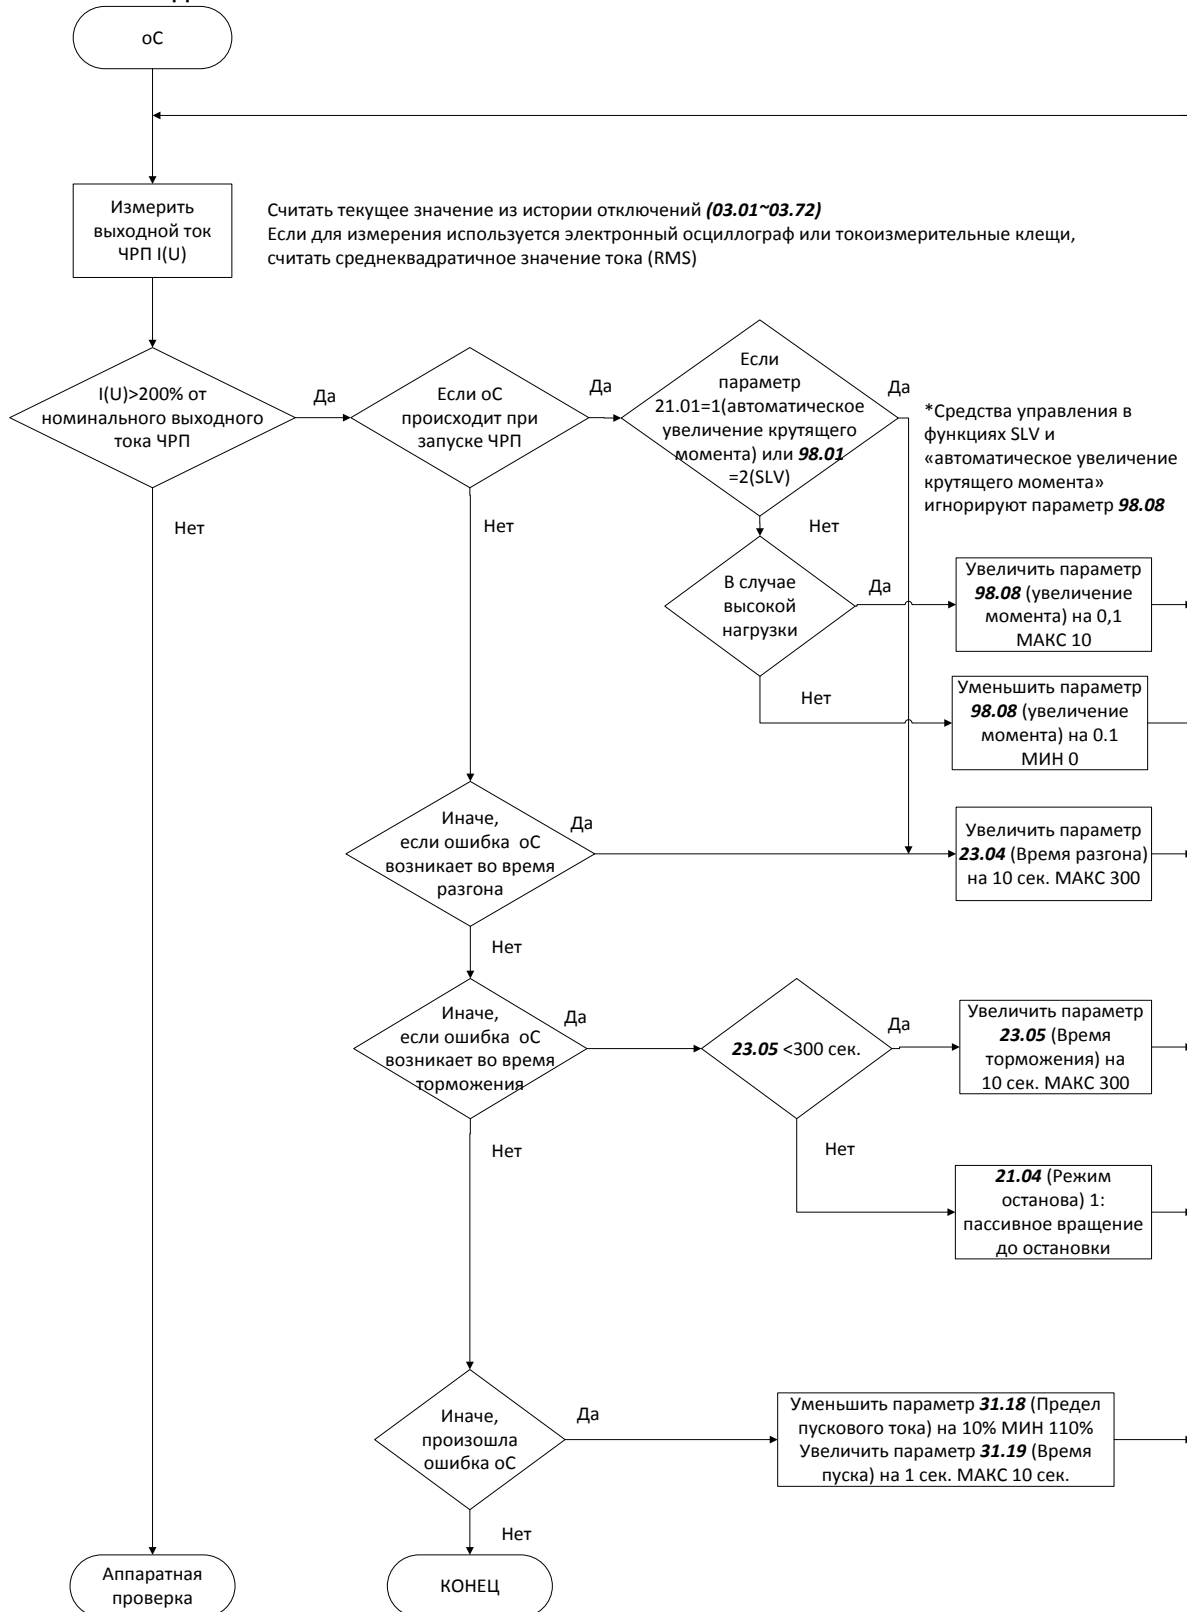 оС
Измерить
выходной ток
ЧРП I(U)
Считать текущее значение из истории отключений (03.01~03.72)
Если для измерения используется электронный осциллограф или токоизмерительные клещи,
считать среднеквадратичное значение тока (RMS)
I(U)>200% от
номинального выходного
тока ЧРП
Да
Нет
Если оС
происходит при
запуске ЧРП
Да
Нет
Если
параметр
21.01=1(автоматическое
увеличение крутящего
момента) или 98.01
=2(SLV)
Да
Нет
*Средства управления в
функциях SLV и
«автоматическое увеличение
крутящего момента»
игнорируют параметр 98.08
В случае
высокой
нагрузки
Да
Нет
Увеличить параметр
98.08 (увеличение
момента) на 0,1
МАКС 10
Уменьшить параметр
98.08 (увеличение
момента) на 0.1
МИН 0
Иначе,
если ошибка оС
возникает во время
разгона
Да
Нет
Увеличить параметр
23.04 (Время разгона)
на 10 сек. МАКС 300
Иначе,
если ошибка оС
возникает во время
торможения
Да
Нет
23.05 <300 сек.
Да
Нет
Увеличить параметр
23.05 (Время
торможения) на
10 сек. МАКС 300
21.04 (Режим
останова) 1:
пассивное вращение
до остановки
Иначе,
произошла
ошибка оС
Да
Нет
Уменьшить параметр 31.18 (Предел
пускового тока) на 10% МИН 110%
Увеличить параметр 31.19 (Время
пуска) на 1 сек. МАКС 10 сек.
Аппаратная
проверка
КОНЕЦ